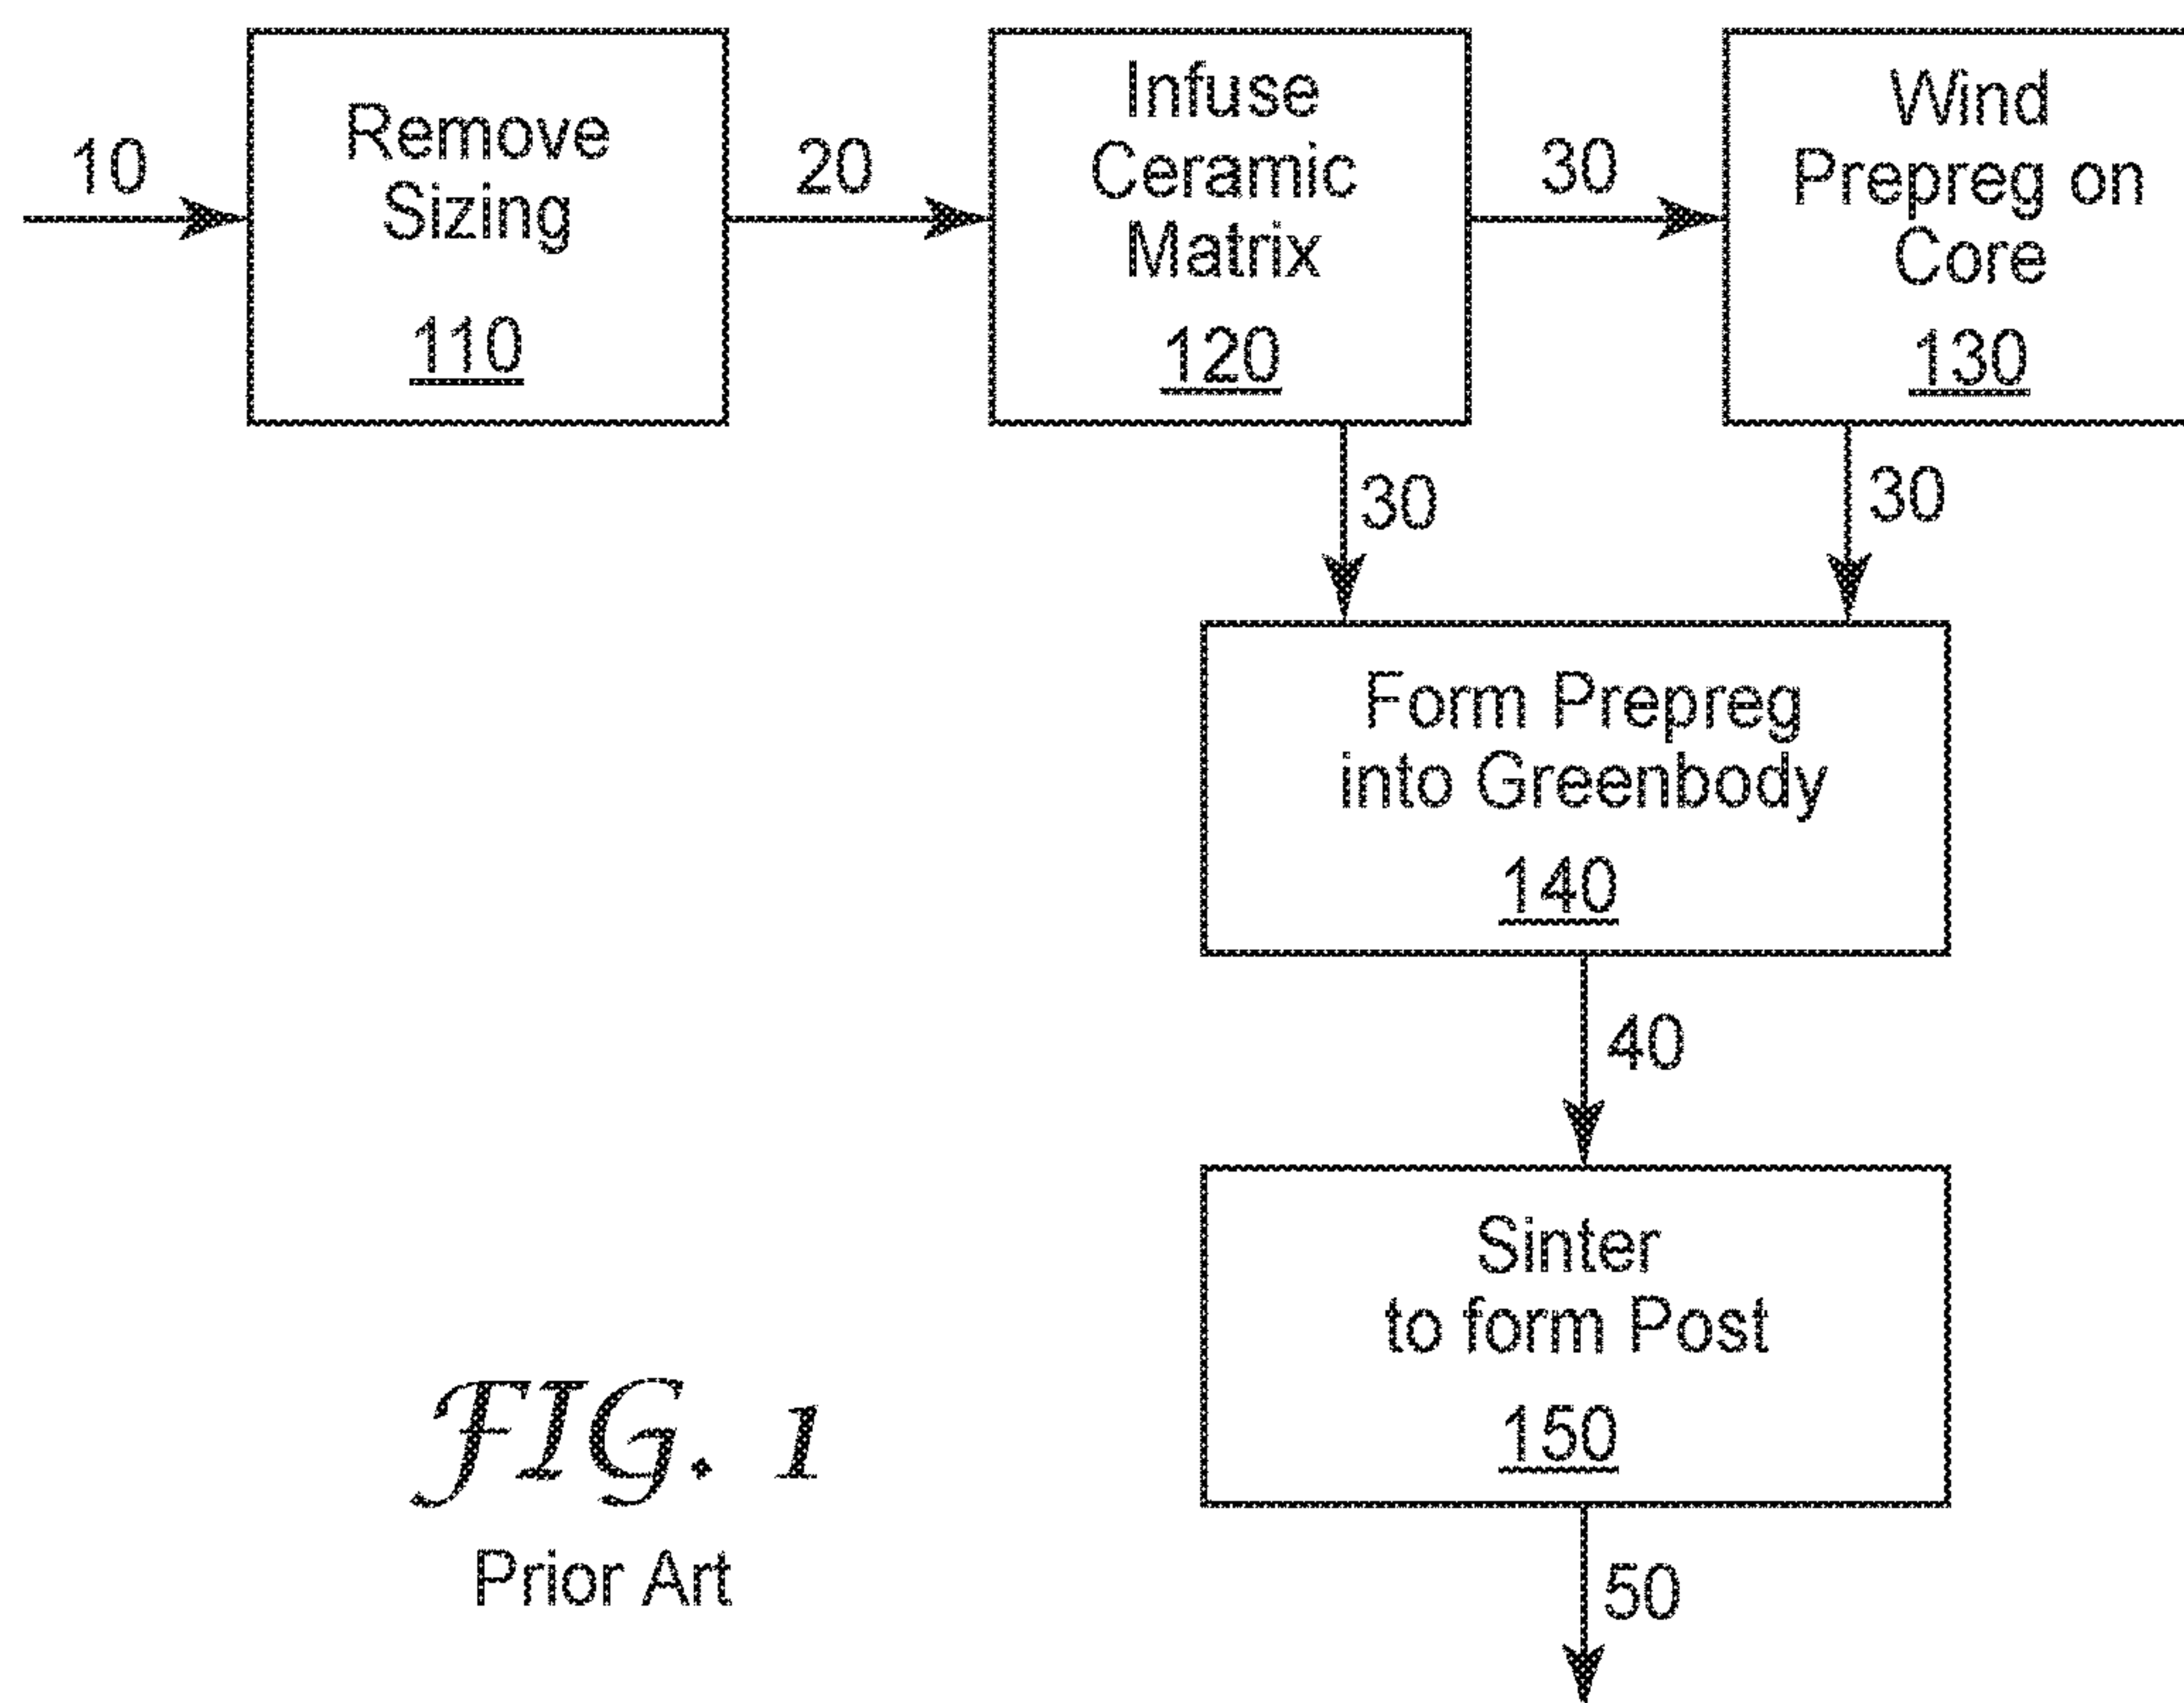 10
Remove
Sizing
110
20
Infuse
Ceramic
Matrix
120
30
Wind
Prepreg on
Core
130
30
30
Form Prepreg
into Greenbody
140
40
Sinter
to form Post
150
50
FIG. 1
Prior Art